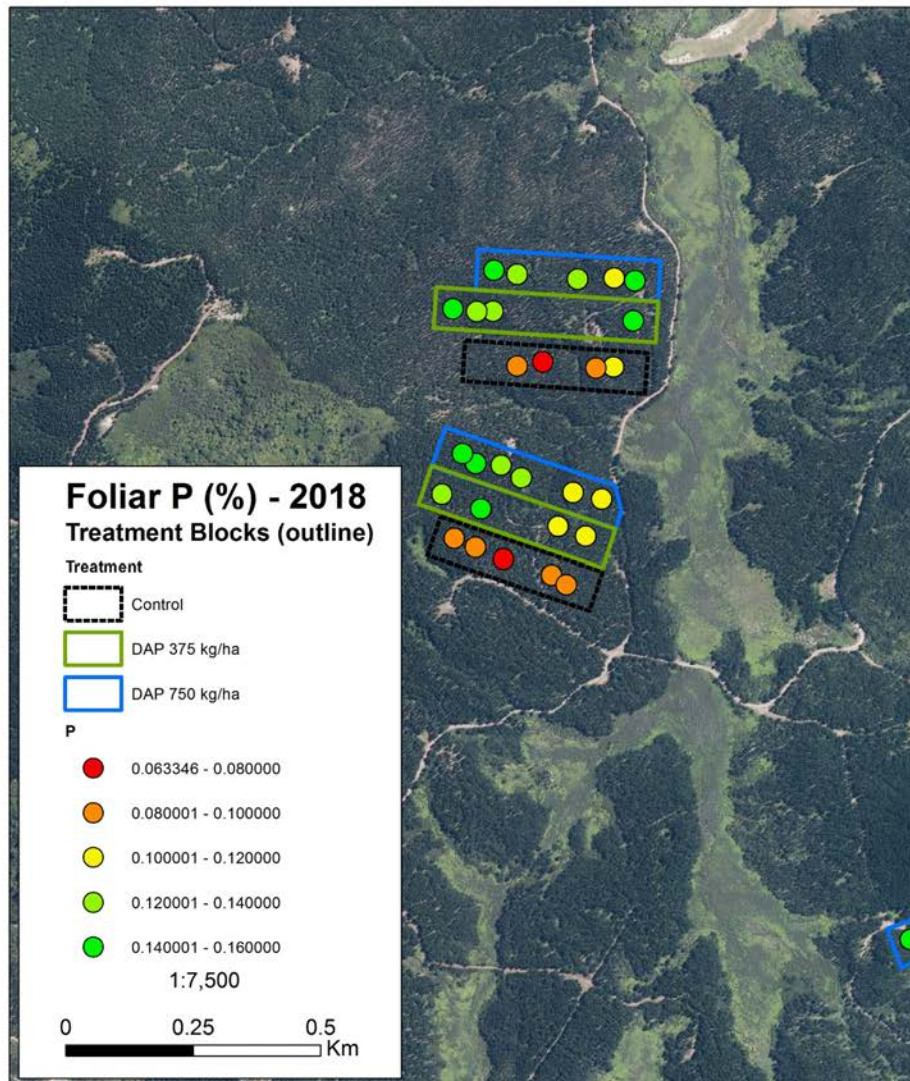 Foliar P (%) - 2018
Treatment Blocks (outline)
Treatment
Control
DAP 375 kg/ha
DAP 750 kg/ha
P
0.063346 - 0.080000
0.080001 - 0.100000
0.100001 - 0.120000
0.120001 - 0.140000
0.140001 - 0.160000
1:7,500
0 0.25 0.5
Km